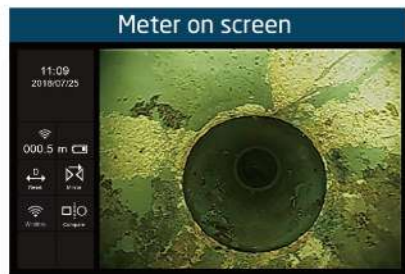 Meter on screen
11:09
2018/07/25
000.5 m
D
Reset
Mirror
Wireless
Compare